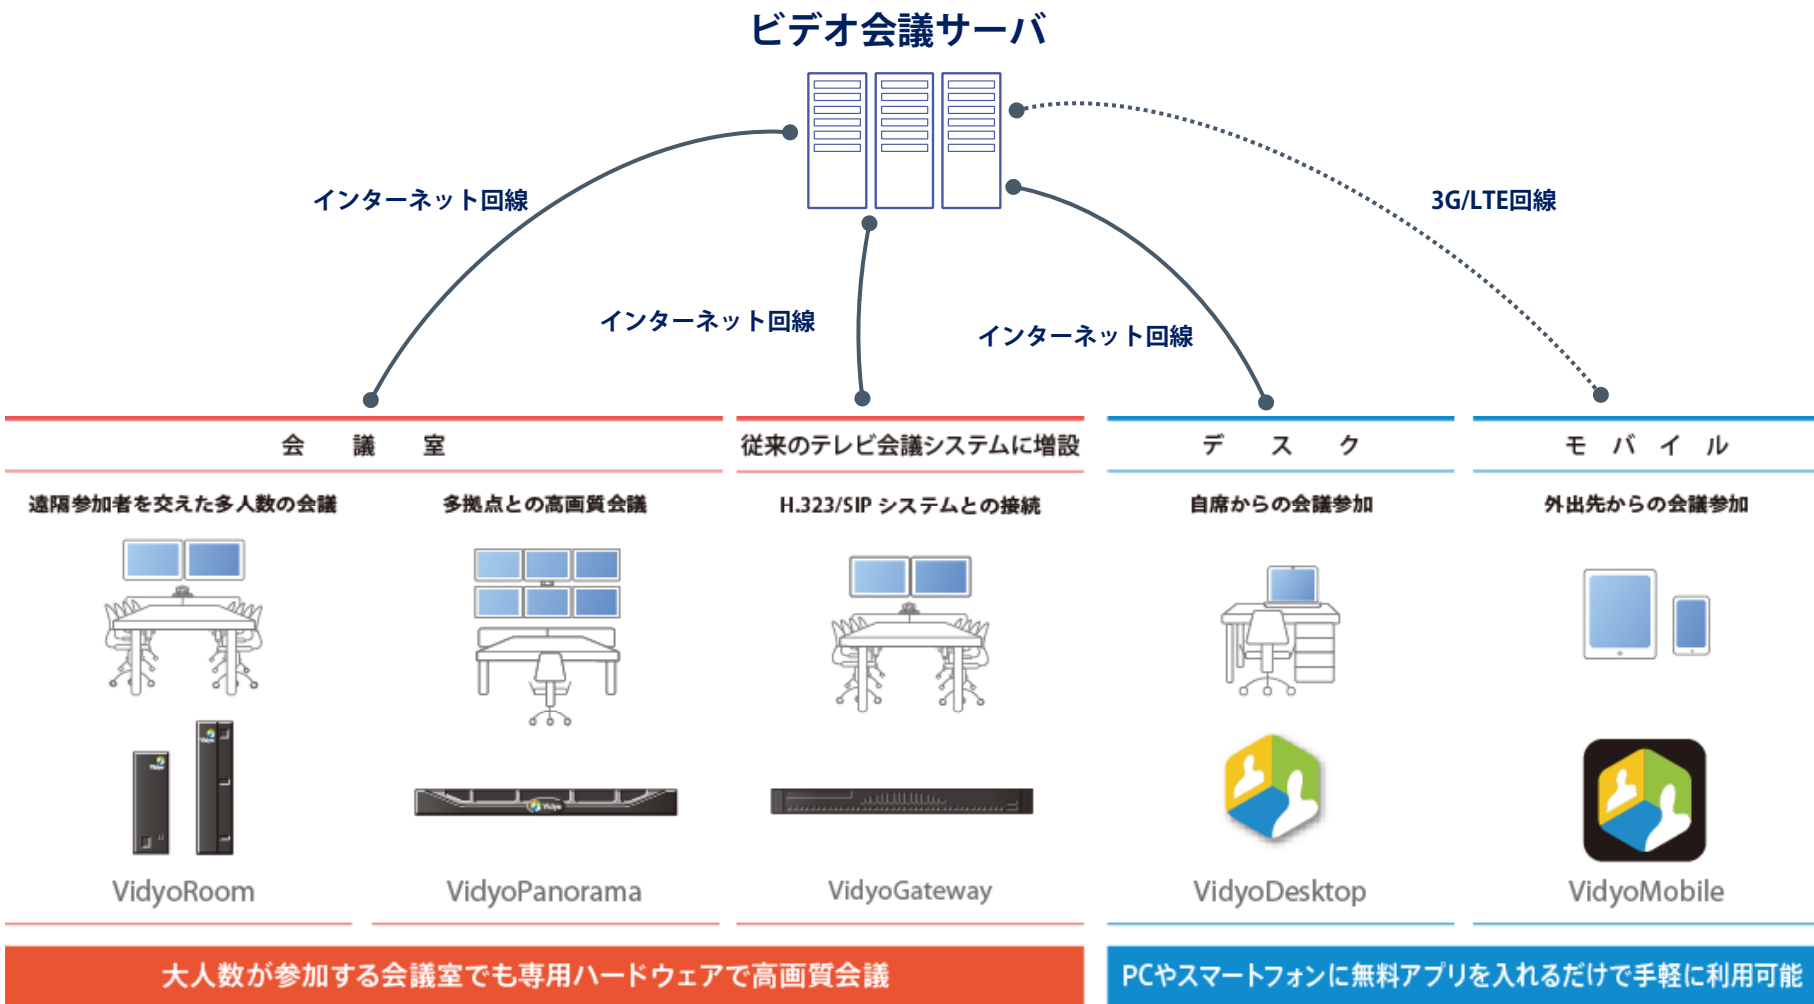 ビデオ会議サーバ
インターネット回線
3G/LTE回線
インターネット回線
インターネット回線
会議室
従来のテレビ会議システムに増設
デスク
モバイル
遠隔参加者を交えた多人数の会議
多拠点との高画質会議
H.323/SIP システムとの接続
自席からの会議参加
外出先からの会議参加
Vidyo
Vidyo
Vidyo
VidyoRoom
VidyoPanorama
VidyoGateway
VidyoDesktop
VidyoMobile
大人数が参加する会議室でも専用ハードウェアで高画質会議
PCやスマートフォンに無料アプリを入れるだけで手軽に利用可能